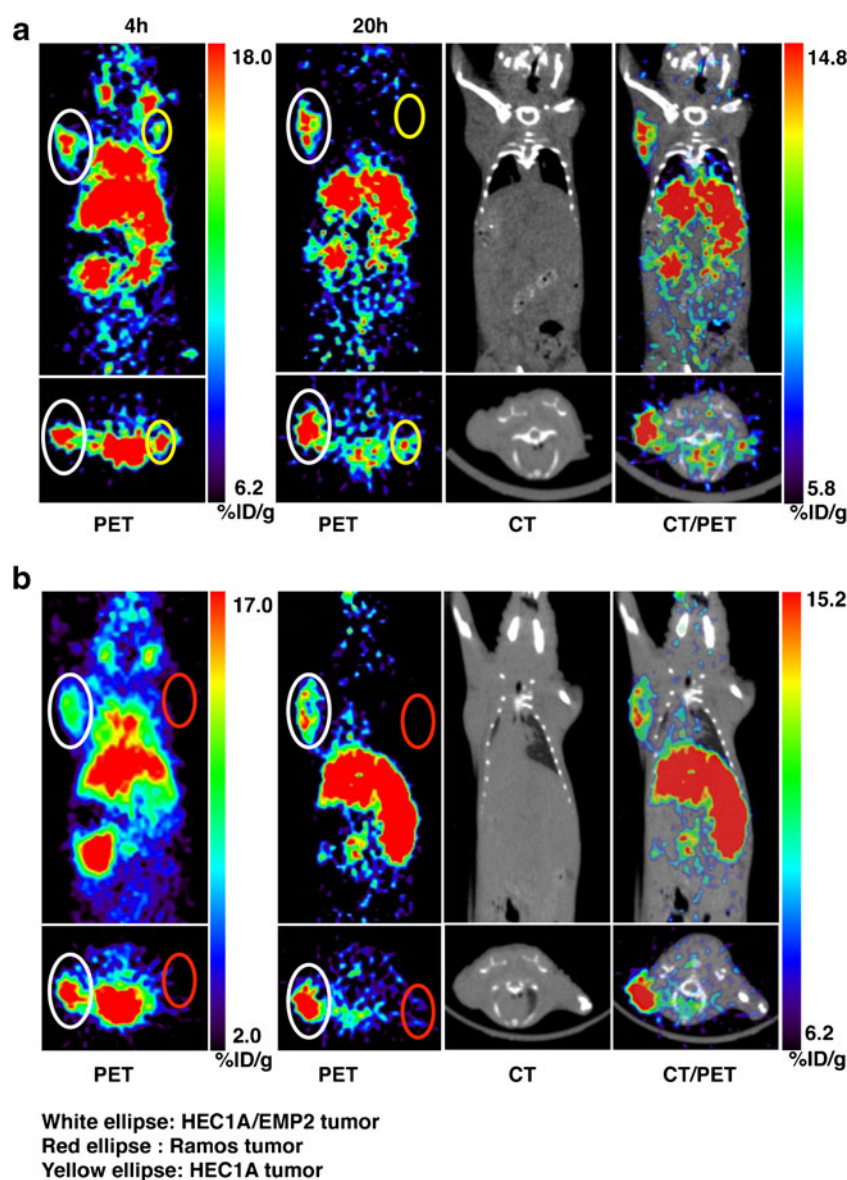 a
4h
20h
18.0
14.8
6.2
%ID/g
5.8
%ID/g
PET
PET
CT
CT/PET
b
17.0
15.2
2.0
%ID/g
6.2
%ID/g
PET
PET
CT
CT/PET
White ellipse: HEC1A/EMP2 tumor
Red ellipse : Ramos tumor
Yellow ellipse: HEC1A tumor